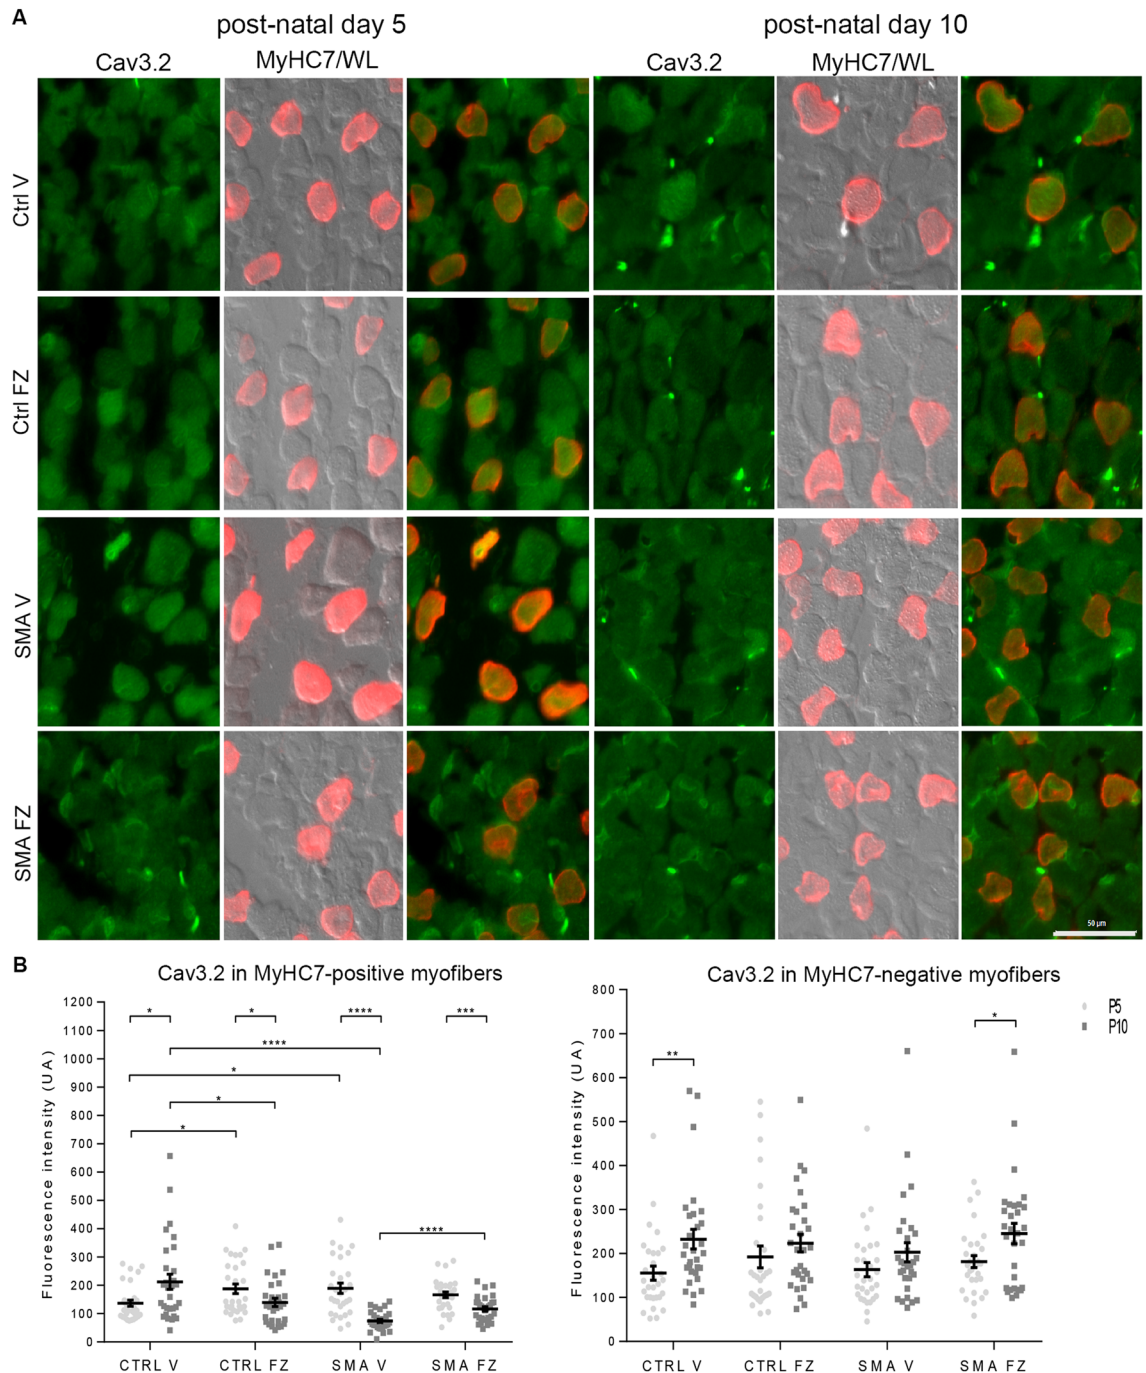 A
post-natal day 5
post-natal day 10
Cav3.2
MyHC7/WL
Cav3.2
MyHC7/WL
Ctrl V
Ctrl FZ
SMA V
SMA FZ
50 µm
B
Cav3.2 in MyHC7-positive myofibers
Fluorescence intensity (UA)
1200
1100
1000
900
800
700
600
500
400
300
200
100
0
* * **** ***
****
*
*
*
****
CTRL V CTRL FZ SMA V SMA FZ
Cav3.2 in MyHC7-negative myofibers
Fluorescence intensity (UA)
800
700
600
500
400
300
200
100
0
**
*
CTRL V CTRL FZ SMA V SMA FZ
P5
P10